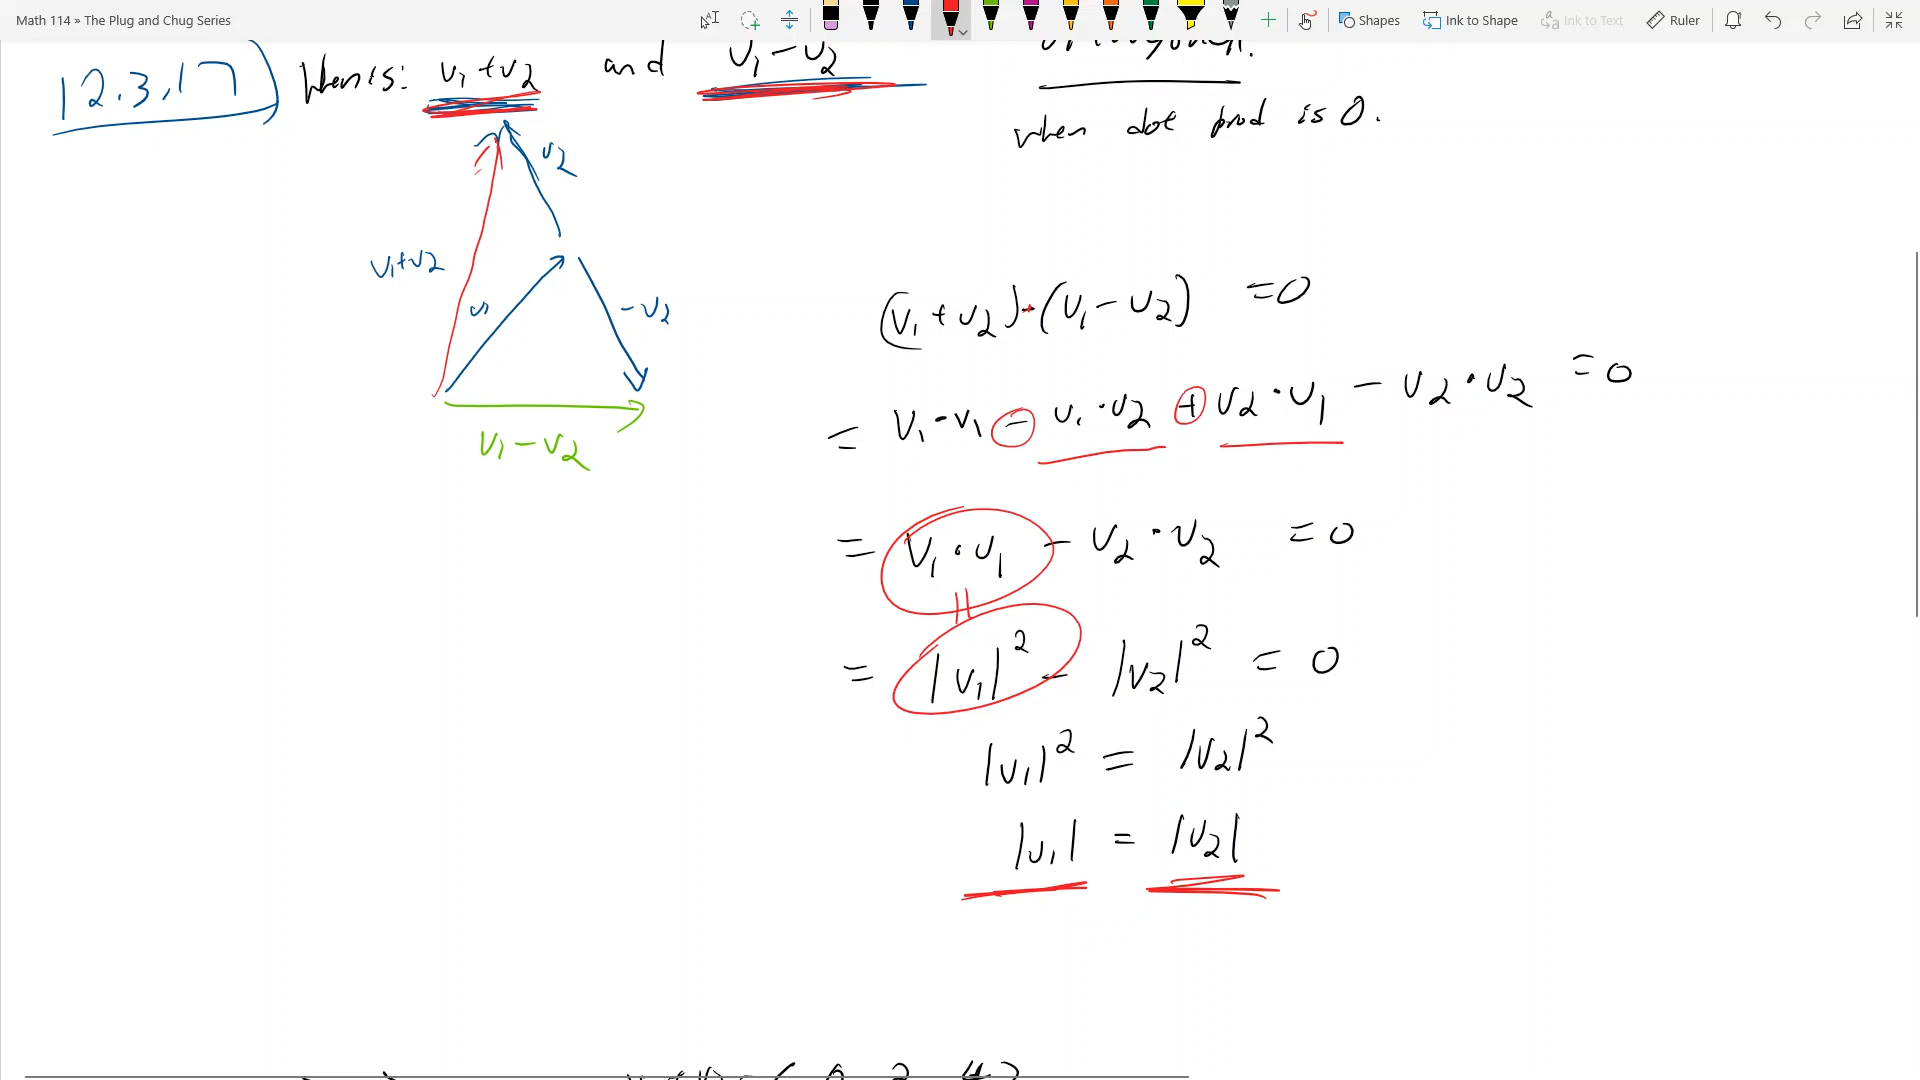 Math 114 » The Plug and Chug Series
Shapes
Ink to Shape
Ink to Text
Ruler
12.3.17) When is: v₁+v₂ and v₁-v₂ orthogonal.
when dot prod is 0.
v₂
v₁+v₂
v₁
-v₂
v₁-v₂
(v₁+v₂)·(v₁-v₂) =0
= v₁·v₁ - v₁·v₂ + v₂·v₁ - v₂·v₂ =0
= v₁·v₁ - v₂·v₂ =0
=
= |v₁|² - |v₂|² = 0
|v₁|² = |v₂|²
|v₁| = |v₂|